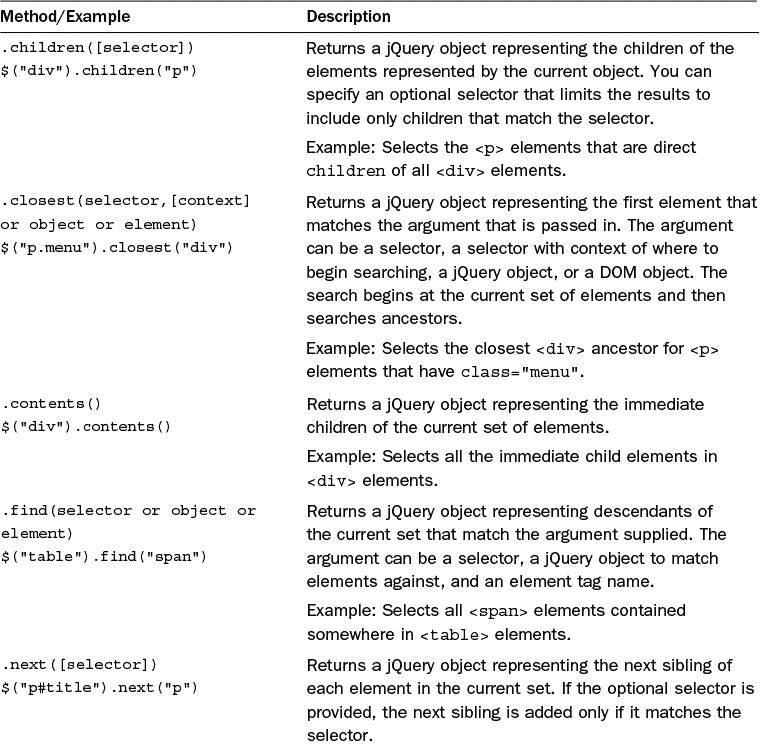 Method/Example Description
.children([selector])
$("div").children("p")
Returns a jQuery object representing the children of the
elements represented by the current object. You can
specify an optional selector that limits the results to
include only children that match the selector.
Example: Selects the <p> elements that are direct
children of all <div> elements.
.closest(selector,[context]
or object or element)
$("p.menu").closest("div")
Returns a jQuery object representing the first element that
matches the argument that is passed in. The argument
can be a selector, a selector with context of where to
begin searching, a jQuery object, or a DOM object. The
search begins at the current set of elements and then
searches ancestors.
Example: Selects the closest <div> ancestor for <p>
elements that have class="menu".
.contents()
$("div").contents()
Returns a jQuery object representing the immediate
children of the current set of elements.
Example: Selects all the immediate child elements in
<div> elements.
.find(selector or object or
element)
$("table").find("span")
Returns a jQuery object representing descendants of
the current set that match the argument supplied. The
argument can be a selector, a jQuery object to match
elements against, and an element tag name.
Example: Selects all <span> elements contained
somewhere in <table> elements.
.next([selector])
$("p#title").next("p")
Returns a jQuery object representing the next sibling of
each element in the current set. If the optional selector is
provided, the next sibling is added only if it matches the
selector.